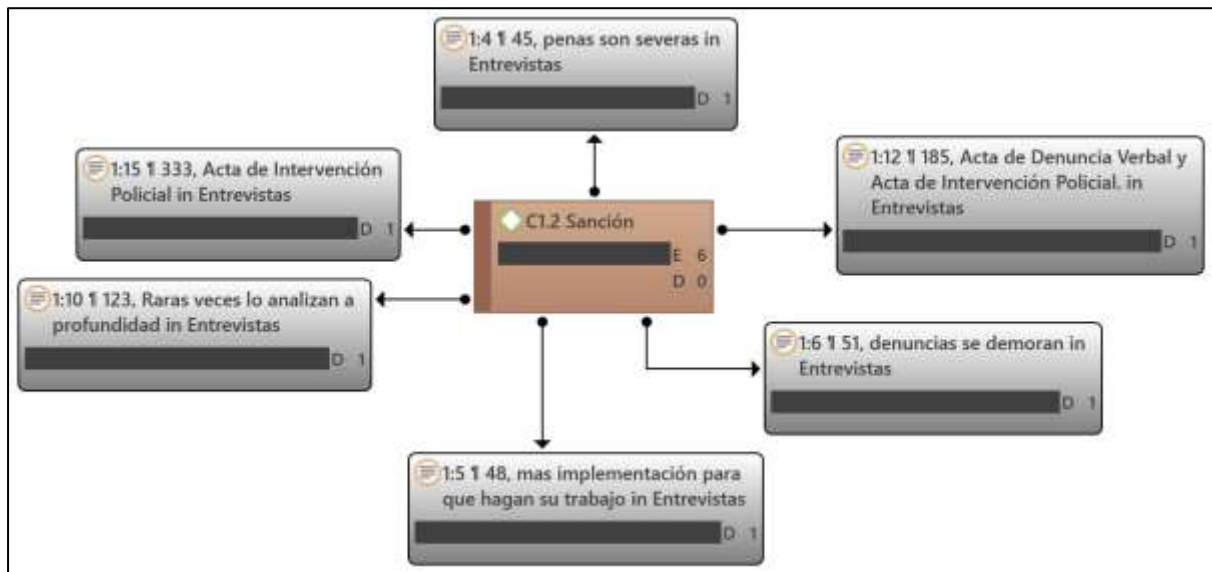 1:4 ¶ 45, penas son severas in
Entrevistas
D 1
1:15 ¶ 333, Acta de Intervención
Policial in Entrevistas
D 1
1:12 ¶ 185, Acta de Denuncia Verbal y
Acta de Intervención Policial. in
Entrevistas
D 1
C1.2 Sanción
E 6
D 0
1:10 ¶ 123, Raras veces lo analizan a
profundidad in Entrevistas
D 1
1:6 ¶ 51, denuncias se demoran in
Entrevistas
D 1
1:5 ¶ 48, mas implementación para
que hagan su trabajo in Entrevistas
D 1